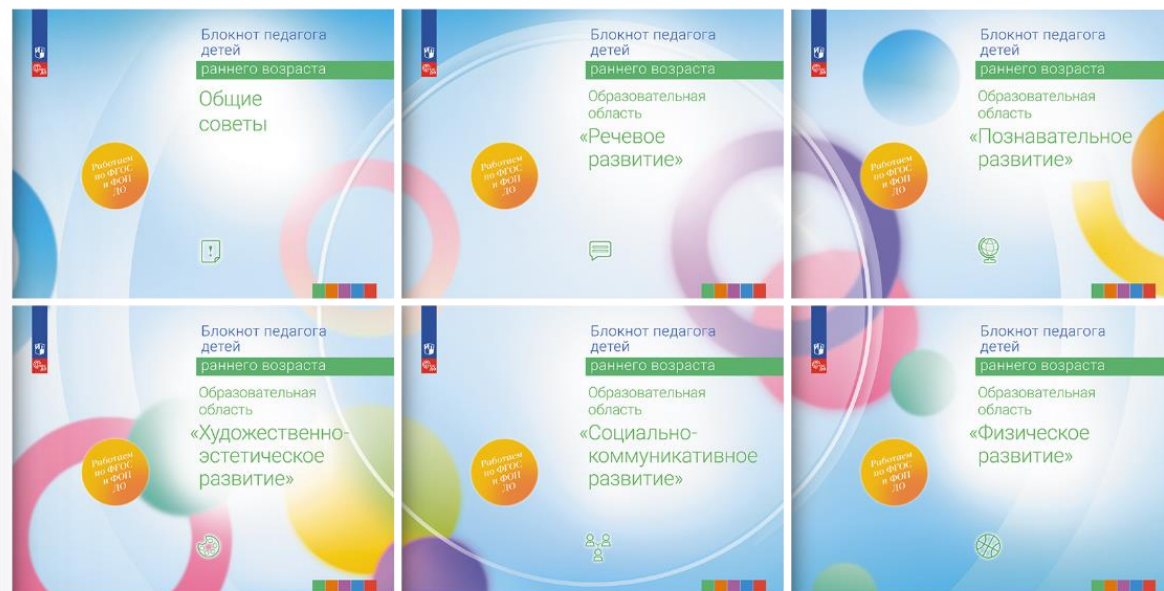 Блокнот педагога
детей
раннего возраста
Общие
советы
Работаем
по ФГОС
и ФОП
ДО
Блокнот педагога
детей
раннего возраста
Образовательная
область
«Речевое
развитие»
Работаем
по ФГОС
и ФОП
ДО
Блокнот педагога
детей
раннего возраста
Образовательная
область
«Познавательное
развитие»
Работаем
по ФГОС
и ФОП
ДО
Блокнот педагога
детей
раннего возраста
Образовательная
область
«Художественно-
эстетическое
развитие»
Работаем
по ФГОС
и ФОП
ДО
Блокнот педагога
детей
раннего возраста
Образовательная
область
«Социально-
коммуникативное
развитие»
Работаем
по ФГОС
и ФОП
ДО
Блокнот педагога
детей
раннего возраста
Образовательная
область
«Физическое
развитие»
Работаем
по ФГОС
и ФОП
ДО